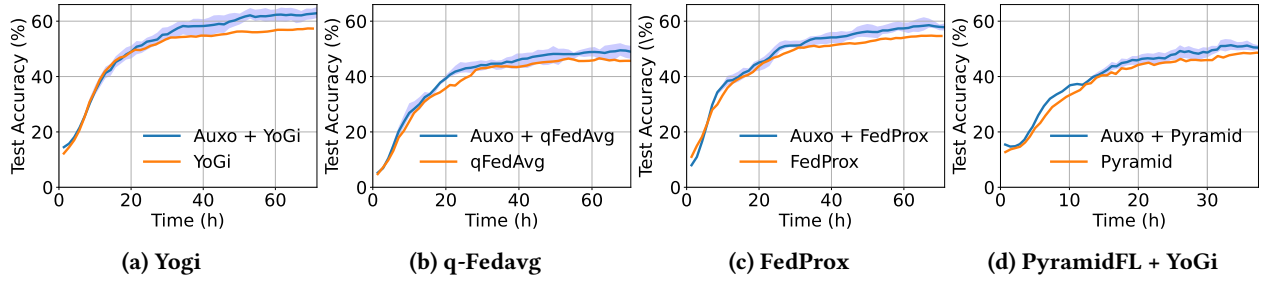 Test Accuracy (%)
60
40
20
0
0 20 40 60
Time (h)
Auxo + YoGi
YoGi
(a) Yogi
Test Accuracy (%)
60
40
20
0
0 20 40 60
Time (h)
Auxo + qFedAvg
qFedAvg
(b) q-Fedavg
Test Accuracy (\%)
60
40
20
0
0 20 40 60
Time (h)
Auxo + FedProx
FedProx
(c) FedProx
Test Accuracy (%)
60
40
20
0
0 10 20 30
Time (h)
Auxo + Pyramid
Pyramid
(d) PyramidFL + YoGi